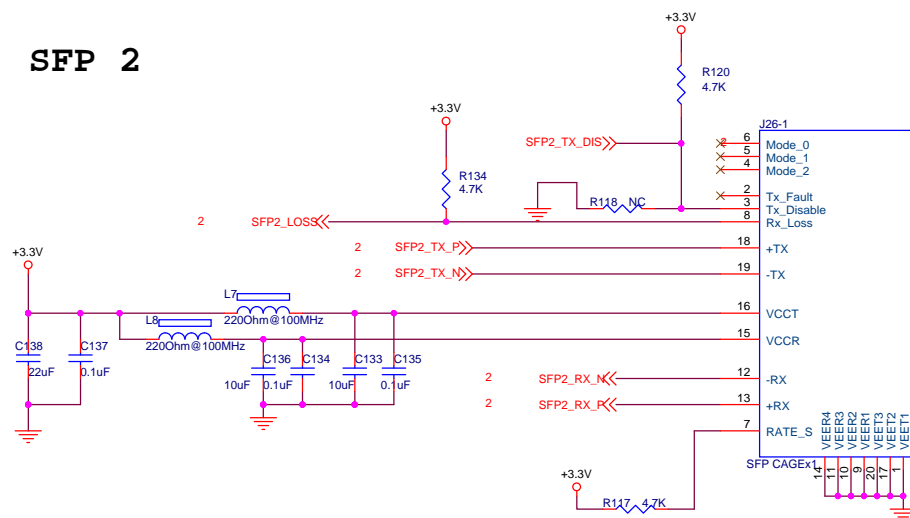 SFP 2
+3.3V
R120
4.7K
J26-1
+3.3V
SFP2_TX_DIS
2
6 Mode_0
5 Mode_1
4 Mode_2
R134
4.7K
2 Tx_Fault
R118 NC
3 Tx_Disable
2 SFP2_LOSS
8 Rx_Loss
2 SFP2_TX_P
18 +TX
2 SFP2_TX_N
19 -TX
+3.3V
L7
220Ohm@100MHz
16 VCCT
L8
220Ohm@100MHz
15 VCCR
C138
22uF
C137
0.1uF
C136
10uF
C134
0.1uF
C133
10uF
C135
0.1uF
2 SFP2_RX_N
12 -RX
2 SFP2_RX_P
13 +RX
7 RATE_S
VEER4
VEER3
VEER2
VEER1
VEET3
VEET2
VEET1
SFP CAGEx1
14
11
10
9
20
17
1
+3.3V
R117 4.7K